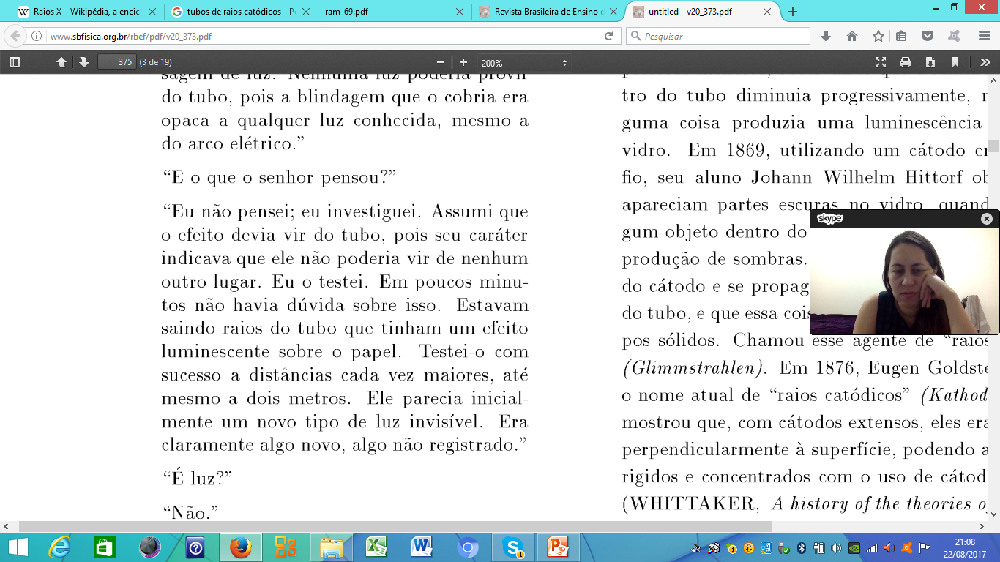 Raios X – Wikipédia, a encicl
tubos de raios catódicos - P
ram-69.pdf
Revista Brasileira de Ensino
untitled - v20_373.pdf
www.sbfisica.org.br/rbef/pdf/v20_373.pdf
Pesquisar
375 (3 de 19)
200%
sagem de luz. Nenhuma luz poderia provir
do tubo, pois a blindagem que o cobria era
opaca a qualquer luz conhecida, mesmo a
do arco elétrico.”
“E o que o senhor pensou?”
“Eu não pensei; eu investiguei. Assumi que
o efeito devia vir do tubo, pois seu caráter
indicava que ele não poderia vir de nenhum
outro lugar. Eu o testei. Em poucos minu-
tos não havia dúvida sobre isso. Estavam
saindo raios do tubo que tinham um efeito
luminescente sobre o papel. Testei-o com
sucesso a distâncias cada vez maiores, até
mesmo a dois metros. Ele parecia inicial-
mente um novo tipo de luz invisível. Era
claramente algo novo, algo não registrado.”
“É luz?”
“Não.”
tro do tubo diminuia progressivamente,
guma coisa produzia uma luminescência
vidro. Em 1869, utilizando um cátodo e
fio, seu aluno Johann Wilhelm Hittorf ob
apareciam partes escuras no vidro, quand
gum objeto dentro do
produção de sombras.
do cátodo e se propag
do tubo, e que essa cois
pos sólidos. Chamou esse agente de “raios
(Glimmstrahlen). Em 1876, Eugen Goldste
o nome atual de “raios catódicos” (Kathod
mostrou que, com cátodos extensos, eles era
perpendicularmente à superfície, podendo a
rigidos e concentrados com o uso de cátod
(WHITTAKER, A history of the theories o
skype
21:08
22/08/2017